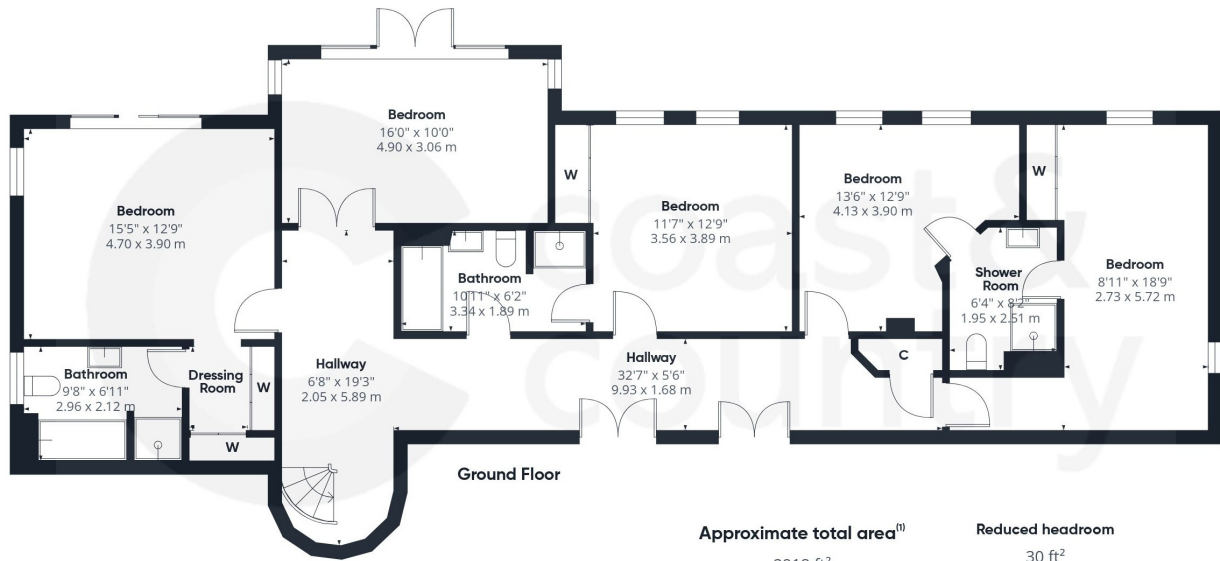 Bedroom
16'0" x 10'0"
4.90 x 3.06 m
Bedroom
15'5" x 12'9"
4.70 x 3.90 m
W
Bedroom
11'7" x 12'9"
3.56 x 3.89 m
Bedroom
13'6" x 12'9"
4.13 x 3.90 m
W
Bedroom
8'11" x 18'9"
2.73 x 5.72 m
Bathroom
10'11" x 6'2"
3.34 x 1.89 m
Shower
Room
6'4" x 8'2"
1.95 x 2.51 m
Bathroom
9'8" x 6'11"
2.96 x 2.12 m
Dressing
Room
W
W
Hallway
6'8" x 19'3"
2.05 x 5.89 m
Hallway
32'7" x 5'6"
9.93 x 1.68 m
C
coast &
country
Ground Floor
Approximate total area(1)
Reduced headroom
30 ft²